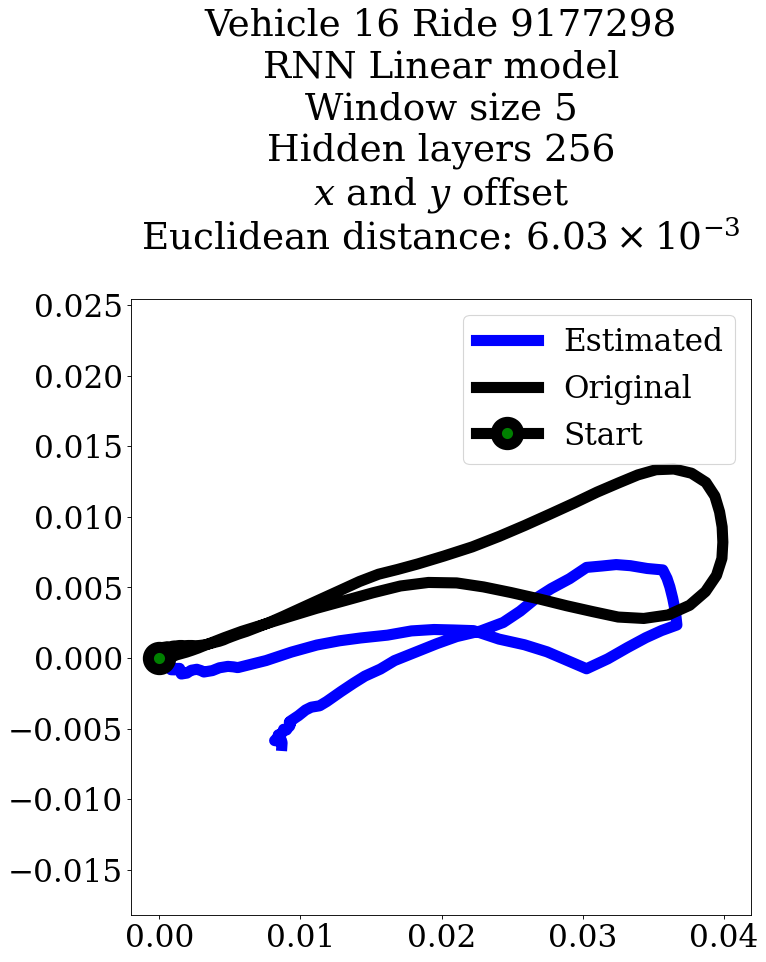 Vehicle 16 Ride 9177298
RNN Linear model
Window size 5
Hidden layers 256
x and y offset
Euclidean distance: 6.03 × 10⁻³
Estimated
Original
Start
0.025
0.020
0.015
0.010
0.005
0.000
−0.005
−0.010
−0.015
0.00 0.01 0.02 0.03 0.04